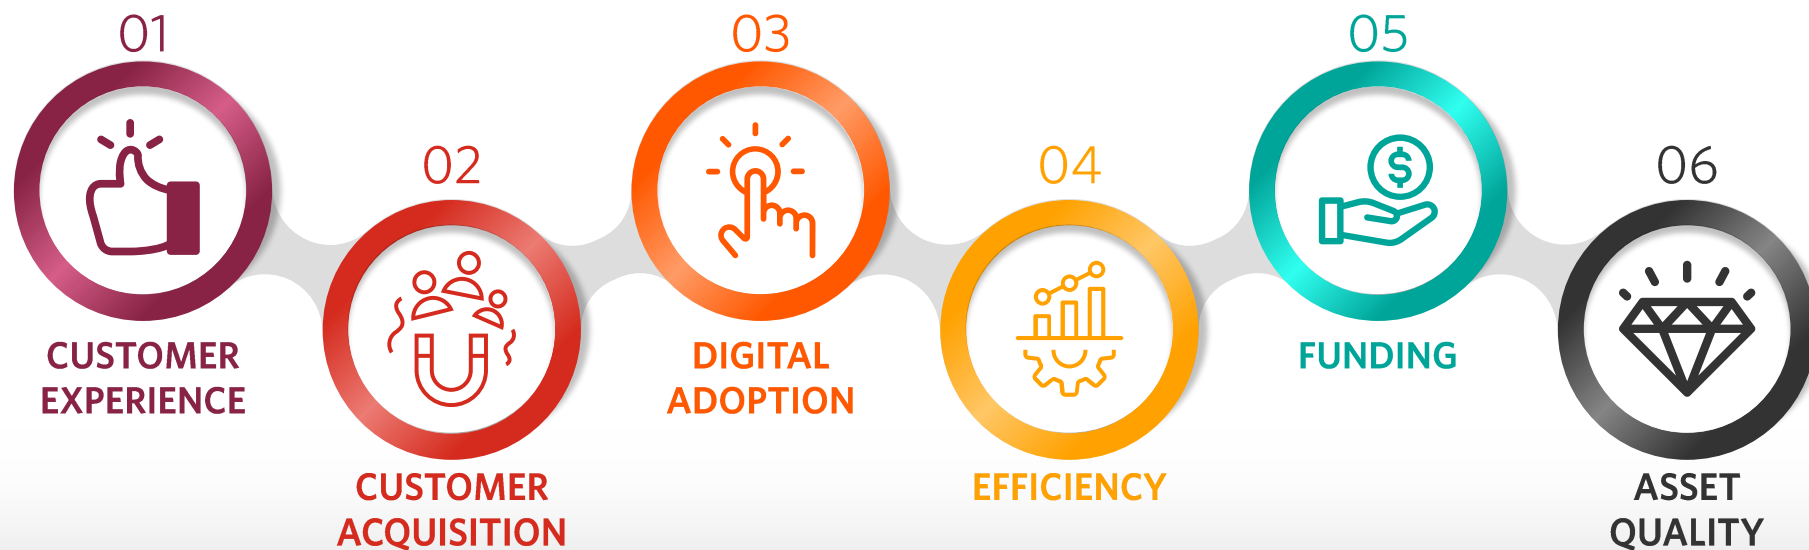 01
CUSTOMER
EXPERIENCE
02
CUSTOMER
ACQUISITION
03
DIGITAL
ADOPTION
04
EFFICIENCY
05
$
FUNDING
06
ASSET
QUALITY